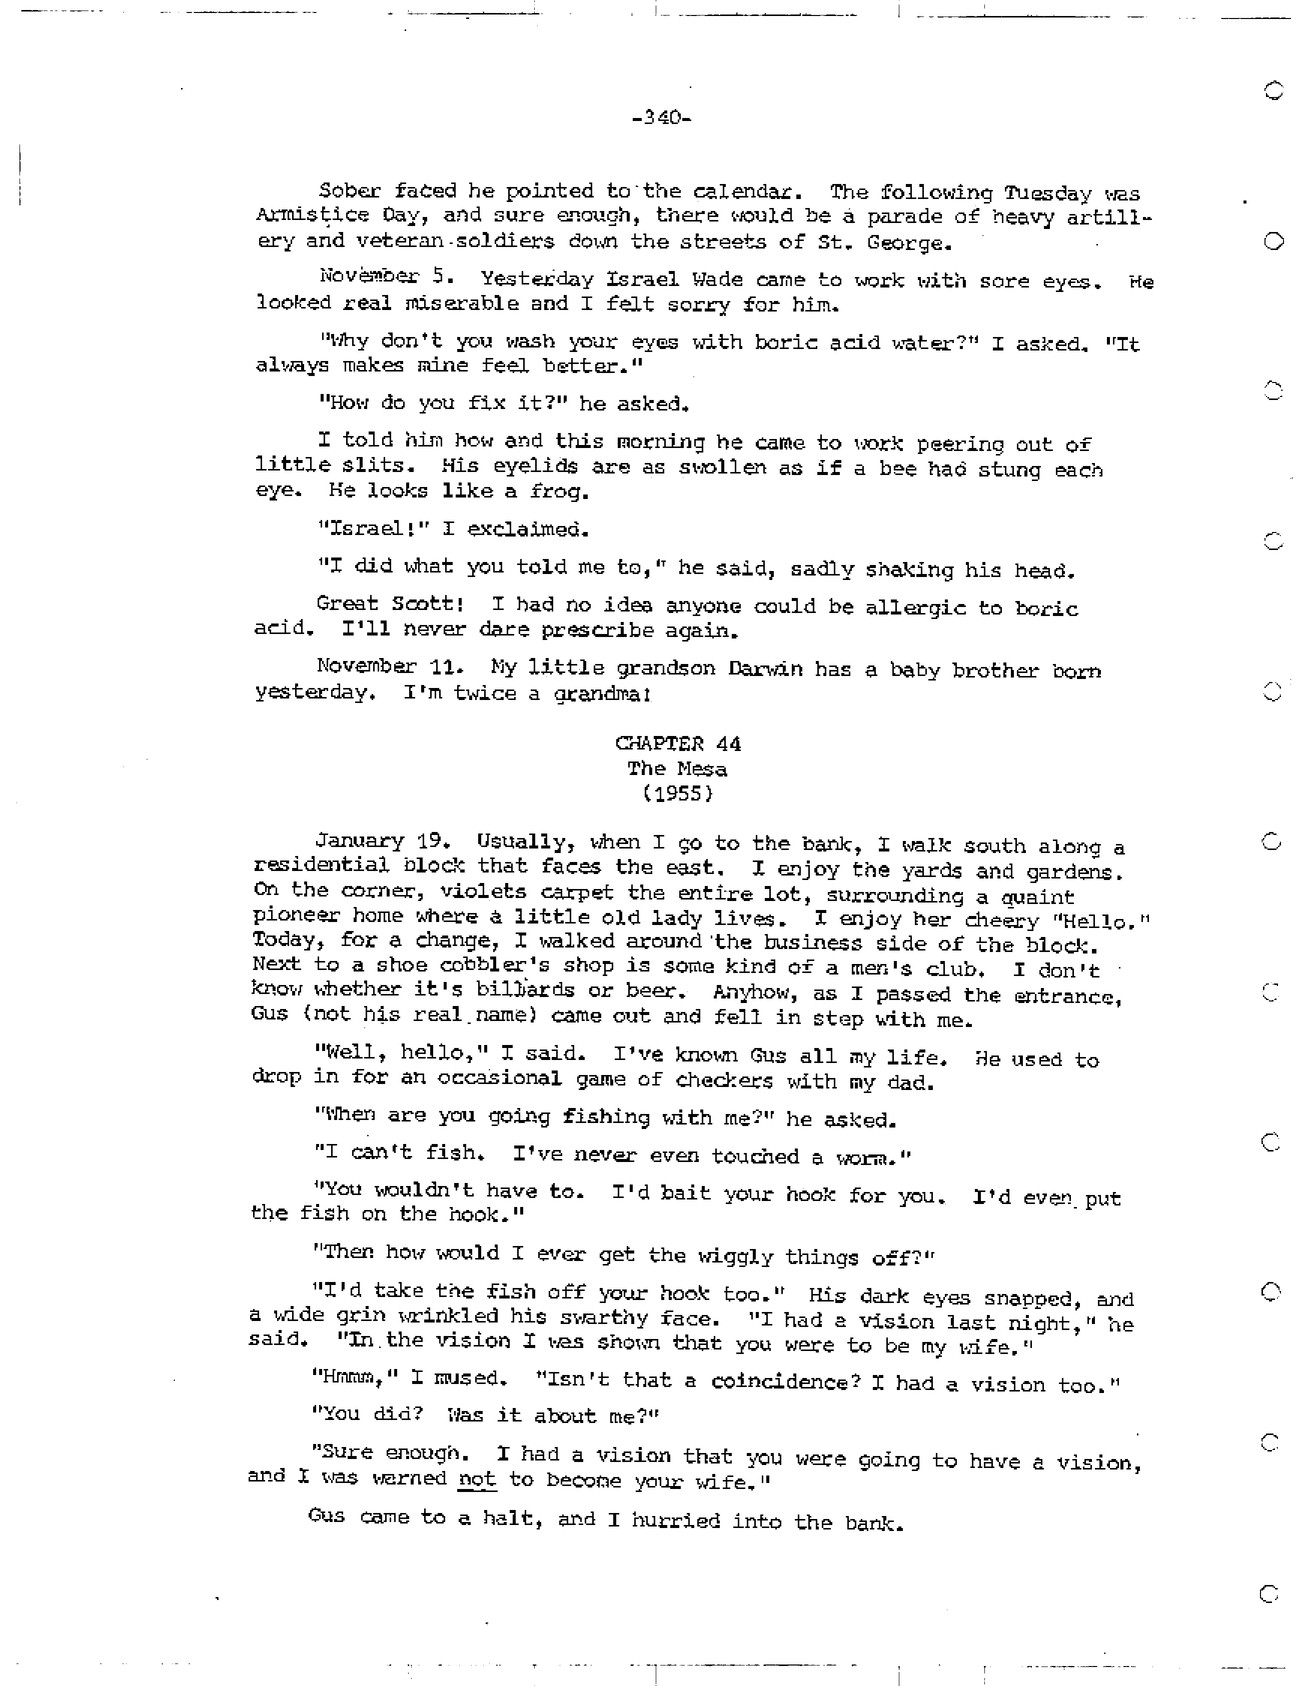 -340-
Sober faced he pointed to the calendar. The following Tuesday was
Armistice Day, and sure enough, there would be a parade of heavy artill-
ery and veteran soldiers down the streets of St. George.
November 5. Yesterday Israel Wade came to work with sore eyes. He
looked real miserable and I felt sorry for him.
"Why don't you wash your eyes with boric acid water?" I asked. "It
always makes mine feel better."
"How do you fix it?" he asked.
I told him how and this morning he came to work peering out of
little slits. His eyelids are as swollen as if a bee had stung each
eye. He looks like a frog.
"Israel!" I exclaimed.
"I did what you told me to," he said, sadly shaking his head.
Great Scott! I had no idea anyone could be allergic to boric
acid. I'll never dare prescribe again.
November 11. My little grandson Darwin has a baby brother born
yesterday. I'm twice a grandma!
CHAPTER 44
The Mesa
(1955)
January 19. Usually, when I go to the bank, I walk south along a
residential block that faces the east. I enjoy the yards and gardens.
On the corner, violets carpet the entire lot, surrounding a quaint
pioneer home where a little old lady lives. I enjoy her cheery "Hello."
Today, for a change, I walked around the business side of the block.
Next to a shoe cobbler's shop is some kind of a men's club. I don't
know whether it's billiards or beer. Anyhow, as I passed the entrance,
Gus (not his real name) came out and fell in step with me.
"Well, hello," I said. I've known Gus all my life. He used to
drop in for an occasional game of checkers with my dad.
"When are you going fishing with me?" he asked.
"I can't fish. I've never even touched a worm."
"You wouldn't have to. I'd bait your hook for you. I'd even put
the fish on the hook."
"Then how would I ever get the wiggly things off?"
"I'd take the fish off your hook too." His dark eyes snapped, and
a wide grin wrinkled his swarthy face. "I had a vision last night," he
said. "In the vision I was shown that you were to be my wife."
"Hmmm," I mused. "Isn't that a coincidence? I had a vision too."
"You did? Was it about me?"
"Sure enough. I had a vision that you were going to have a vision,
and I was warned not to become your wife."
Gus came to a halt, and I hurried into the bank.